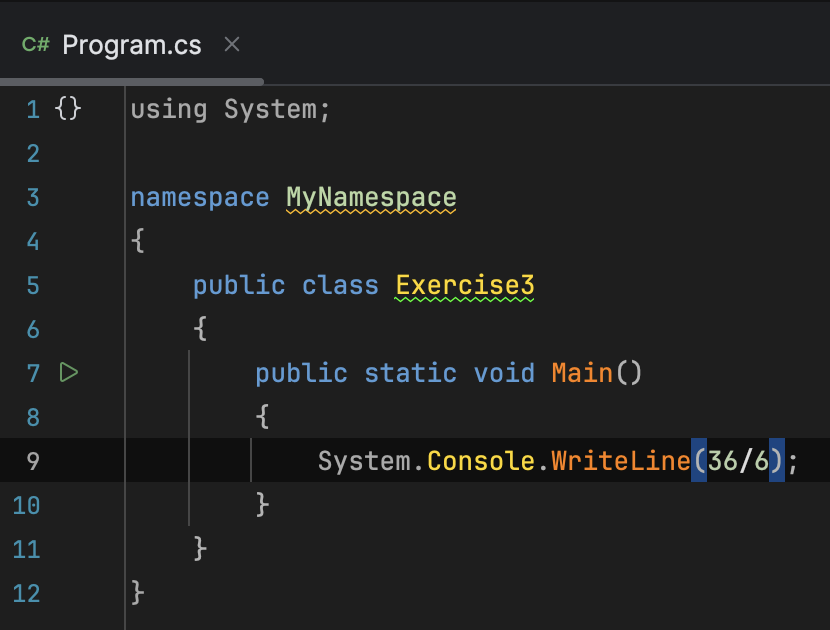 C# Program.cs ×
1 {} using System;
2
3 namespace MyNamespace
4 {
5 public class Exercise3
6 {
7 public static void Main()
8 {
9 System.Console.WriteLine(36/6);
10 }
11 }
12 }